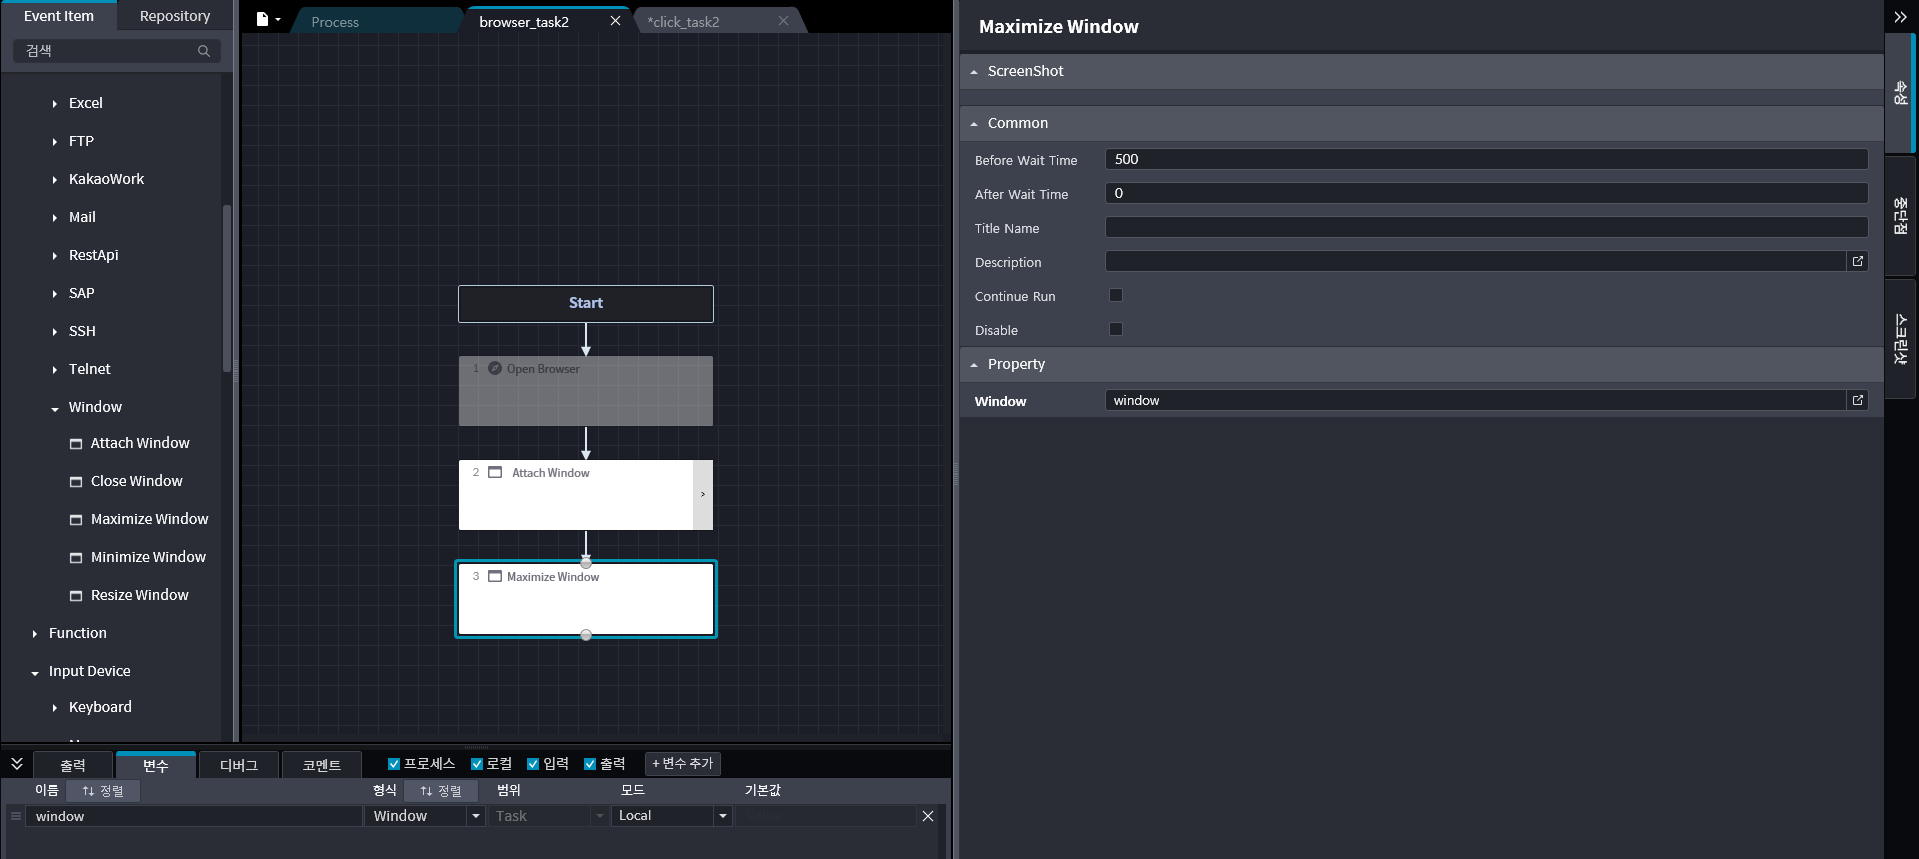 Event Item
Repository
검색
Excel
FTP
KakaoWork
Mail
RestApi
SAP
SSH
Telnet
Window
Attach Window
Close Window
Maximize Window
Minimize Window
Resize Window
Function
Input Device
Keyboard
Process
browser_task2
*click_task2
Start
1 Open Browser
2 Attach Window
3 Maximize Window
Maximize Window
ScreenShot
Common
Before Wait Time 500
After Wait Time 0
Title Name
Description
Continue Run
Disable
Property
Window window
속성
중단점
스크린샷
출력
변수
디버그
코멘트
프로세스
로컬
입력
출력
+ 변수 추가
이름 ↑↓ 정렬 형식 ↑↓ 정렬 범위 모드 기본값
window Window Task Local